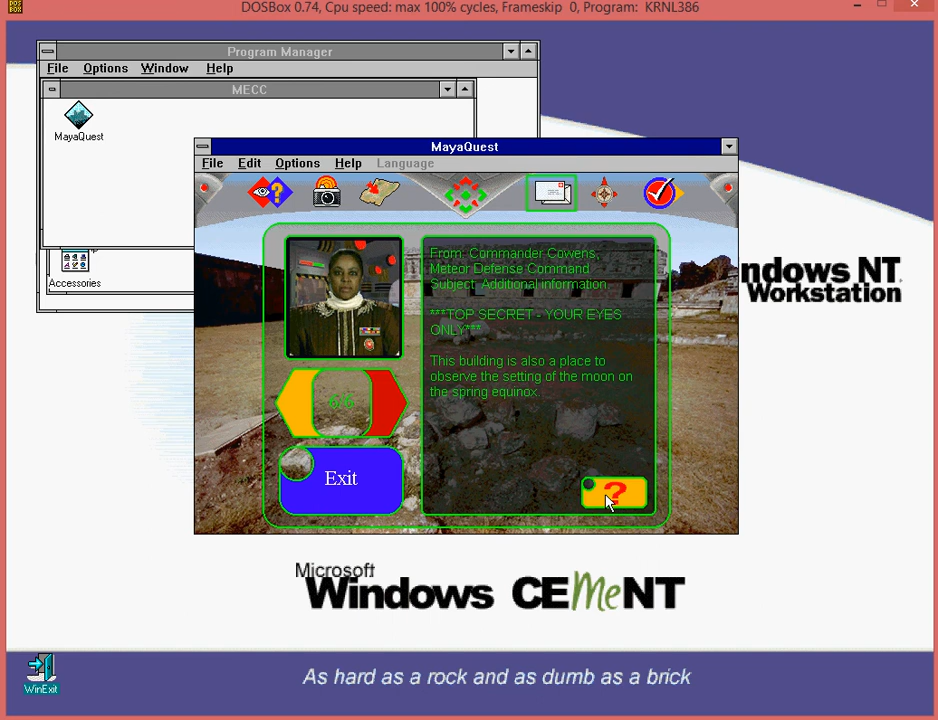 DOSBox 0.74, Cpu speed: max 100% cycles, Frameskip 0, Program: KRNL386
Program Manager
File Options Window Help
MECC
MayaQuest
MayaQuest
File Edit Options Help Language
From: Commander Cowens,
Meteor Defense Command
Subject: Additional information.
***TOP SECRET - YOUR EYES
ONLY***
This building is also a place to
observe the setting of the moon on
the spring equinox.
6/6
Exit
?
Accessories
ndows NT
Workstation
Microsoft
Windows CEMeNT
WinExit
As hard as a rock and as dumb as a brick